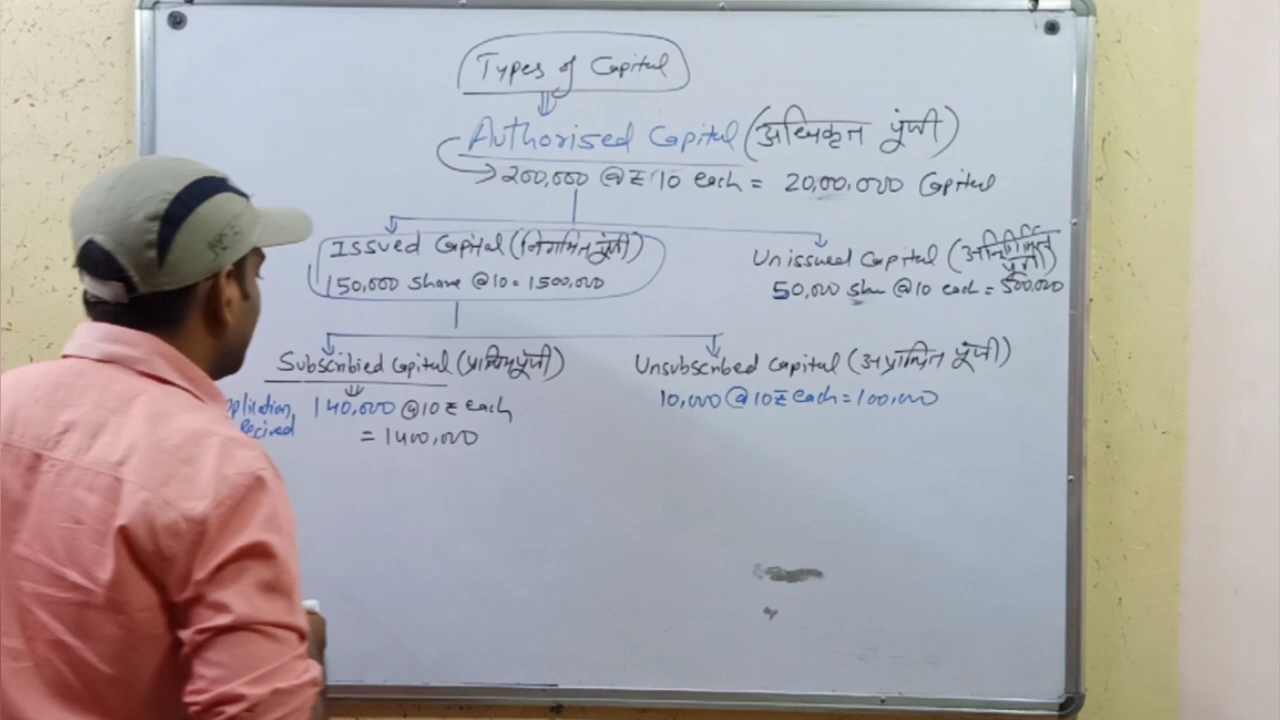 Types of Capital
Authorised Capital (अधिकृत पूंजी)
200,000 @ ₹ 10 each = 20,00,000 Capital
Issued Capital (निर्गमित पूंजी)
150,000 Share @ 10 = 1500,000
Unissued Capital (
पूंजी)
50,000 share @ 10 each = 500,000
Subscribied Capital (प्रार्थित पूंजी)
140,000 @ 10 ₹ each
= 1400,000
Unsubscribed Capital (अप्रार्थित पूंजी)
10,000 @ 10 ₹ each = 100,000